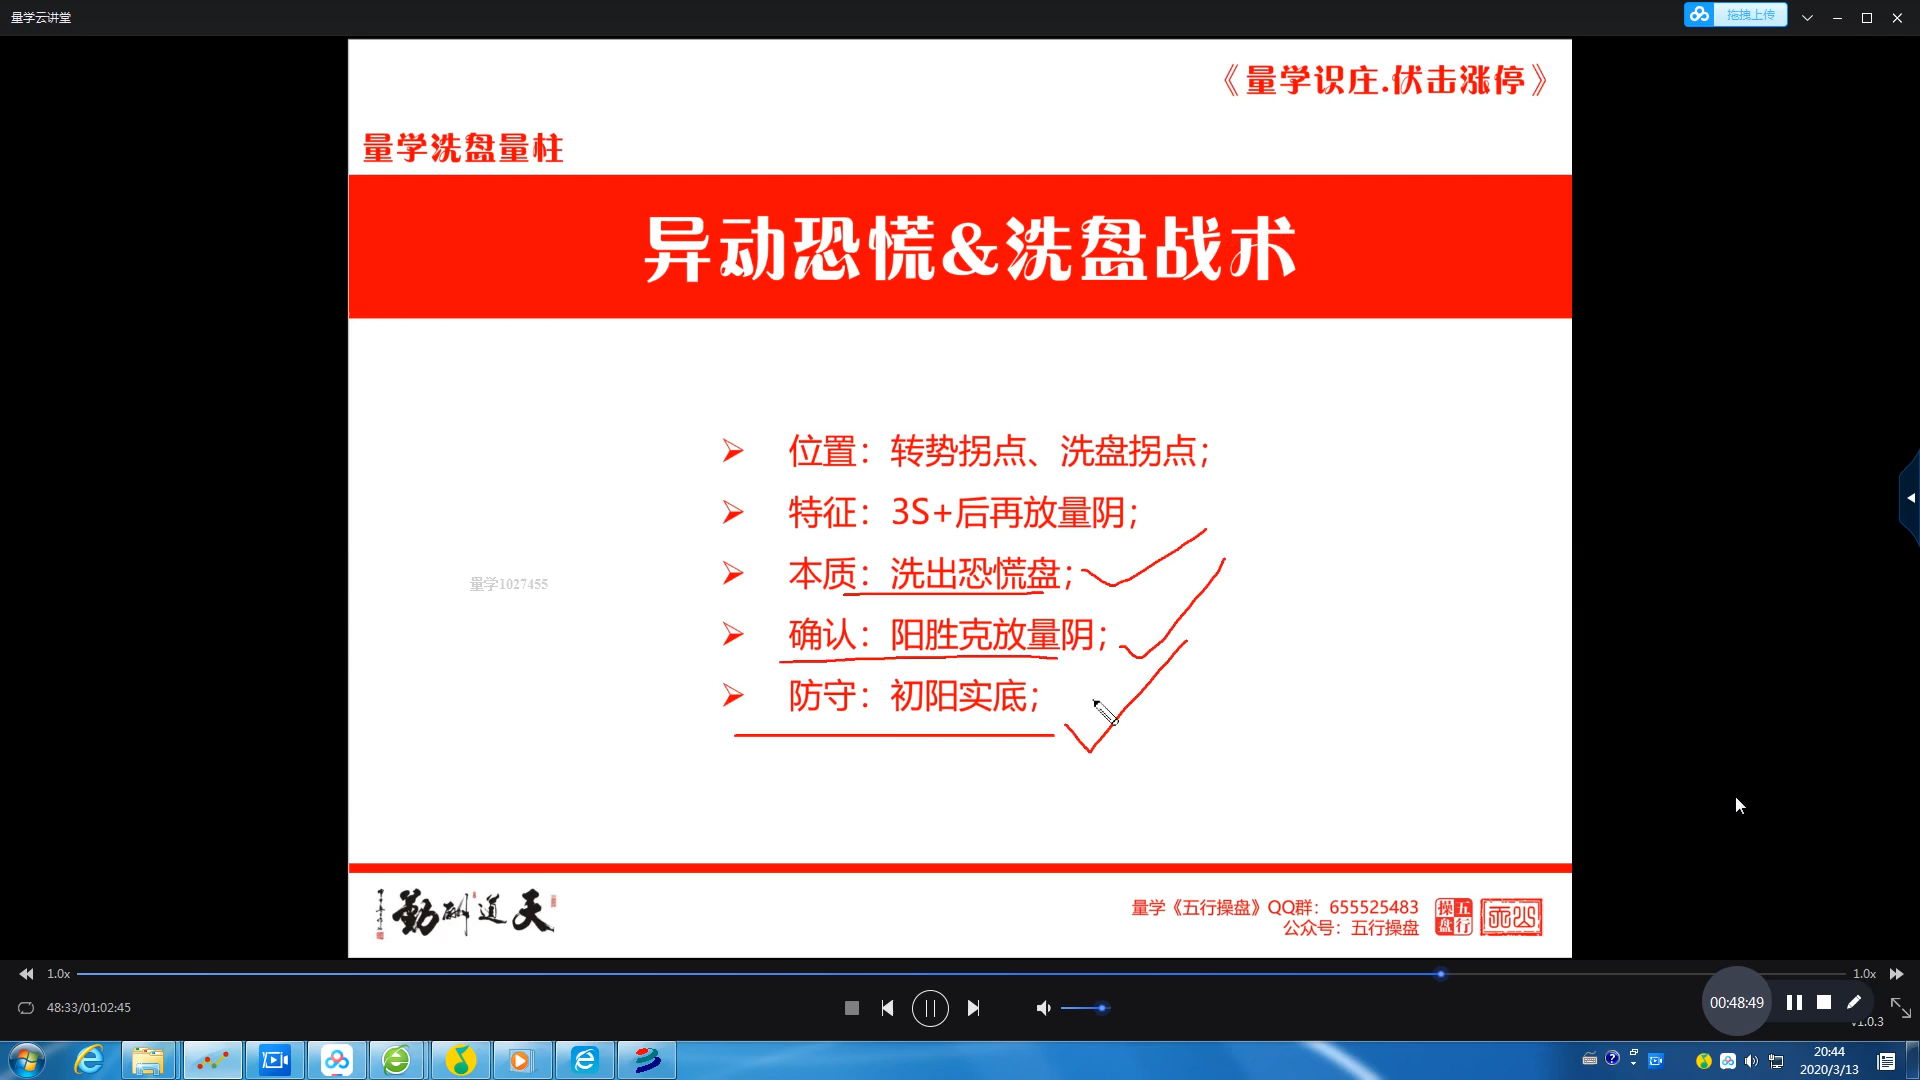 量学云讲堂
拖拽上传
《量学识庄.伏击涨停》
量学洗盘量柱
异动恐慌&洗盘战术
位置：转势拐点、洗盘拐点；
特征：3S+后再放量阴；
本质：洗出恐慌盘；
量学1027455
确认：阳胜克放量阴；
防守：初阳实底；
天道酬勤
量学《五行操盘》QQ群：655525483
公众号：五行操盘
五行操盘
1.0x
1.0x
48:33/01:02:45
00:48:49
v1.0.3
20:44
2020/3/13